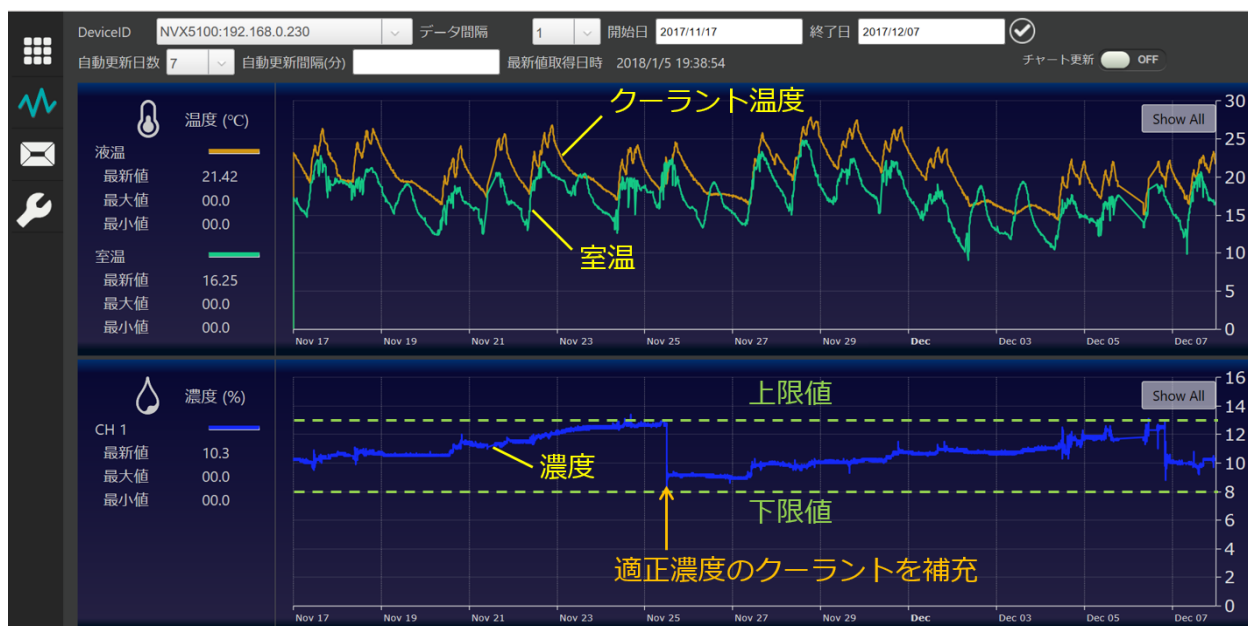 DeviceID NVX5100:192.168.0.230 データ間隔 1 開始日 2017/11/17 終了日 2017/12/07
自動更新日数 7 自動更新間隔(分) 最新値取得日時 2018/1/5 19:38:54 チャート更新 OFF
温度 (℃)
液温
最新値 21.42
最大値 00.0
最小値 00.0
室温
最新値 16.25
最大値 00.0
最小値 00.0
クーラント温度
室温
Show All
30
25
20
15
10
5
0
Nov 17 Nov 19 Nov 21 Nov 23 Nov 25 Nov 27 Nov 29 Dec Dec 03 Dec 05 Dec 07
濃度 (%)
CH 1
最新値 10.3
最大値 00.0
最小値 00.0
上限値
濃度
下限値
適正濃度のクーラントを補充
Show All
16
14
12
10
8
6
4
2
0
Nov 17 Nov 19 Nov 21 Nov 23 Nov 25 Nov 27 Nov 29 Dec Dec 03 Dec 05 Dec 07